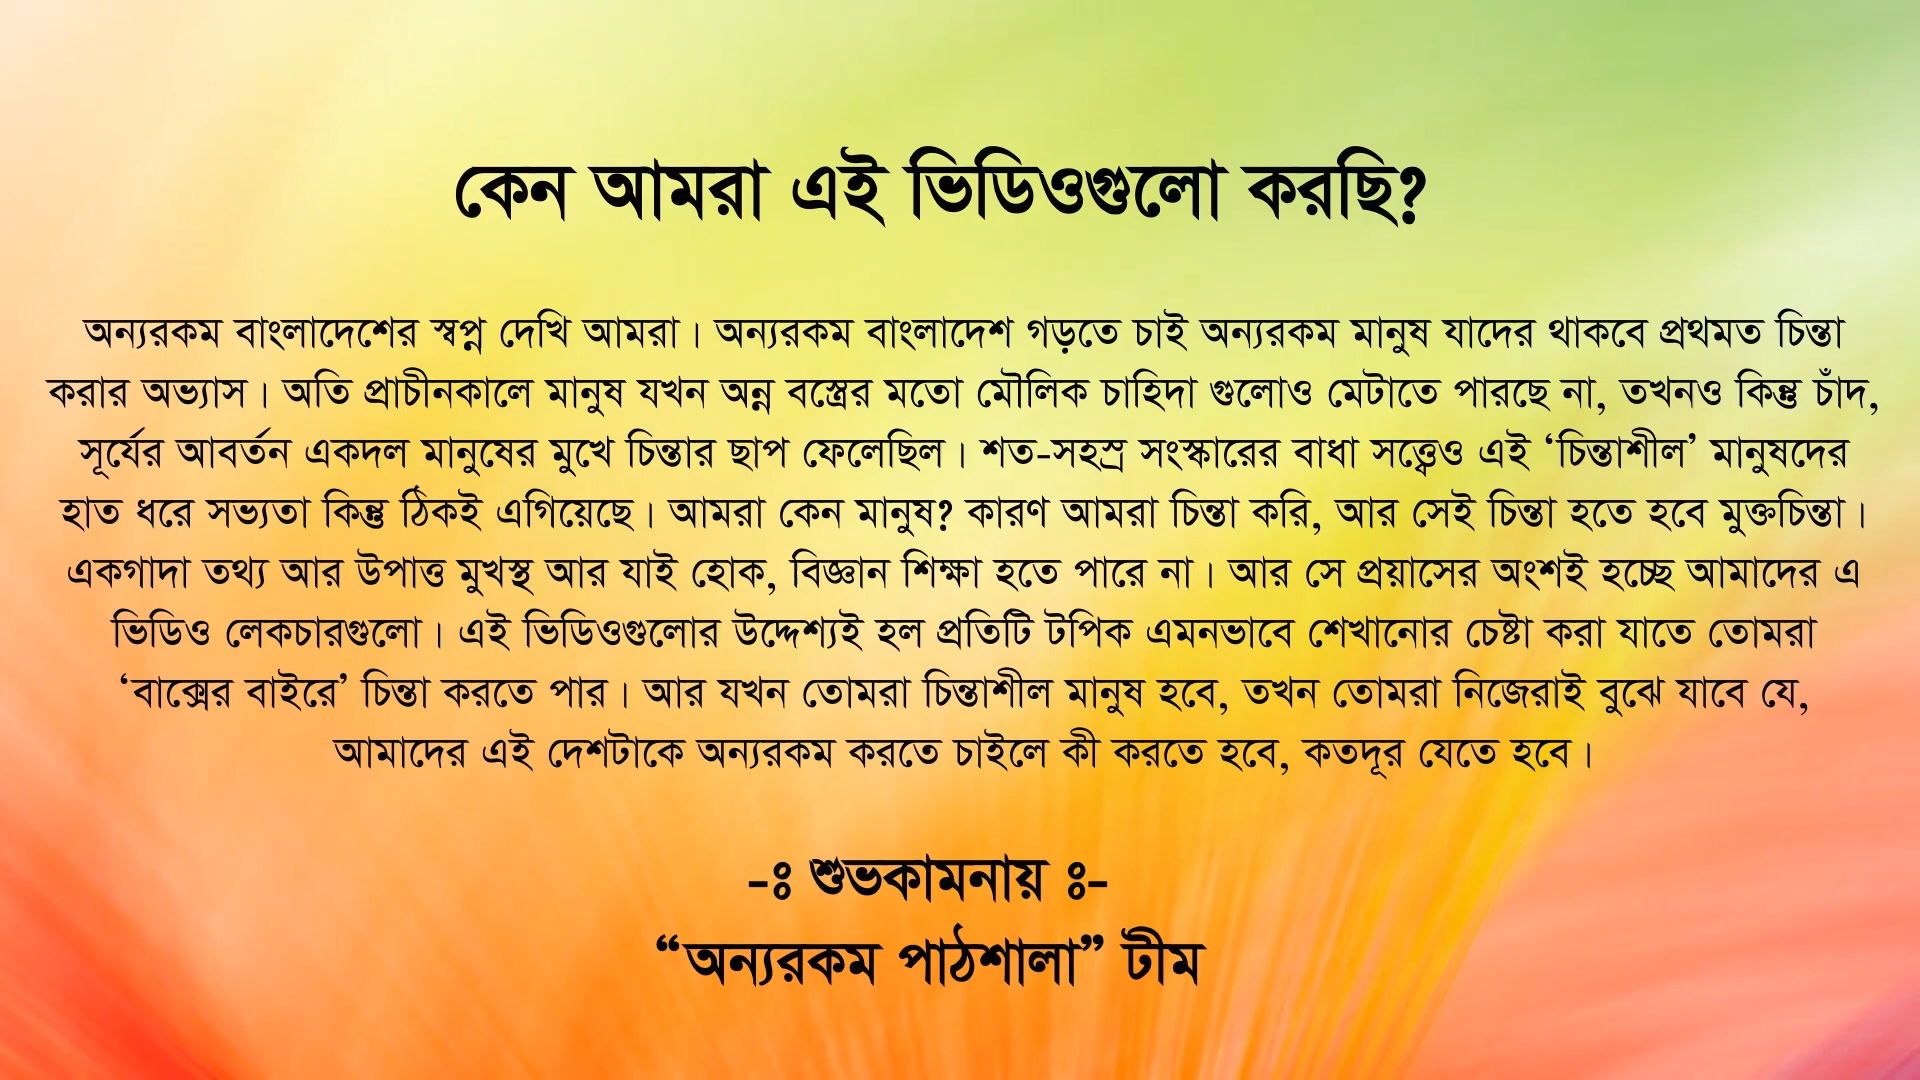 কেন আমরা এই ভিডিওগুলো করছি?
অন্যরকম বাংলাদেশের স্বপ্ন দেখি আমরা। অন্যরকম বাংলাদেশ গড়তে চাই অন্যরকম মানুষ যাদের থাকবে প্রথমত চিন্তা
করার অভ্যাস। অতি প্রাচীনকালে মানুষ যখন অন্ন বস্ত্রের মতো মৌলিক চাহিদা গুলোও মেটাতে পারছে না, তখনও কিন্তু চাঁদ,
সূর্যের আবর্তন একদল মানুষের মুখে চিন্তার ছাপ ফেলেছিল। শত-সহস্র সংস্কারের বাধা সত্ত্বেও এই ‘চিন্তাশীল’ মানুষদের
হাত ধরে সভ্যতা কিন্তু ঠিকই এগিয়েছে। আমরা কেন মানুষ? কারণ আমরা চিন্তা করি, আর সেই চিন্তা হতে হবে মুক্তচিন্তা।
একগাদা তথ্য আর উপাত্ত মুখস্থ আর যাই হোক, বিজ্ঞান শিক্ষা হতে পারে না। আর সে প্রয়াসের অংশই হচ্ছে আমাদের এ
ভিডিও লেকচারগুলো। এই ভিডিওগুলোর উদ্দেশ্যই হল প্রতিটি টপিক এমনভাবে শেখানোর চেষ্টা করা যাতে তোমরা
‘বাক্সের বাইরে’ চিন্তা করতে পার। আর যখন তোমরা চিন্তাশীল মানুষ হবে, তখন তোমরা নিজেরাই বুঝে যাবে যে,
আমাদের এই দেশটাকে অন্যরকম করতে চাইলে কী করতে হবে, কতদূর যেতে হবে।
-ঃ শুভকামনায় ঃ-
“অন্যরকম পাঠশালা” টীম